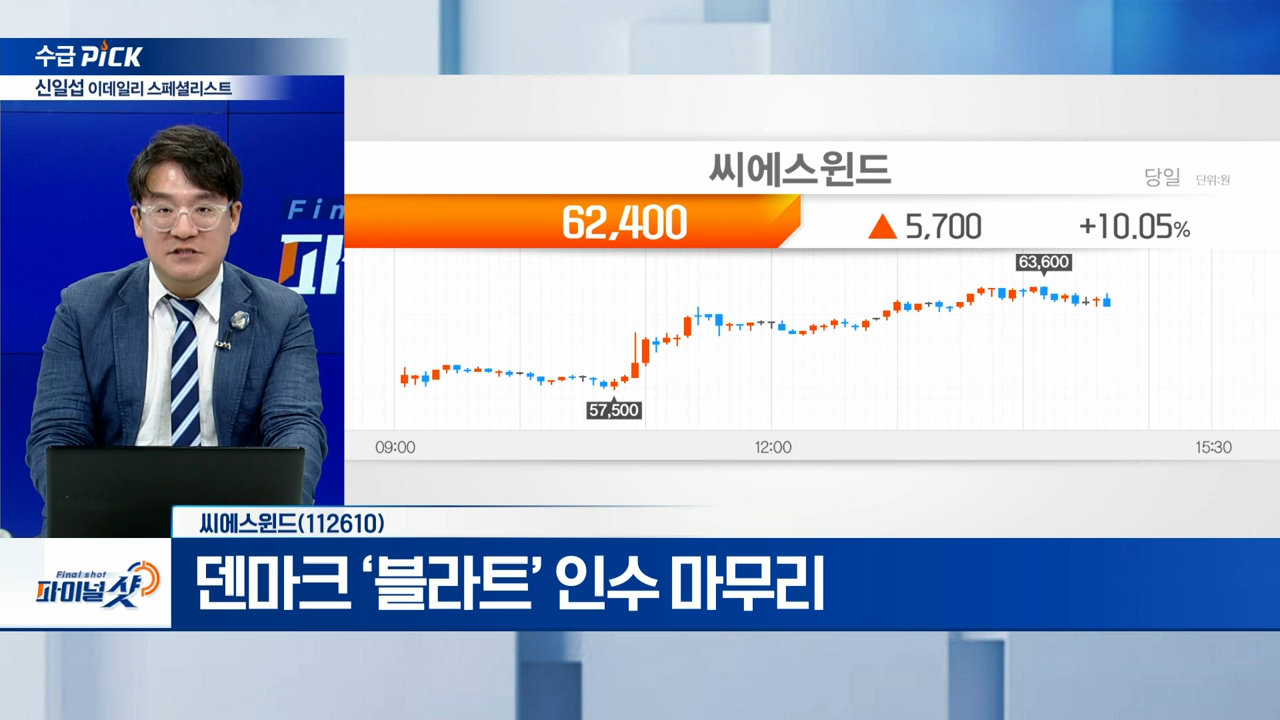 수급 PiCK
신일섭 이데일리 스페셜리스트
Fin
파
씨에스윈드
당일 단위:원
62,400 ▲ 5,700 +10.05%
63,600
57,500
09:00 12:00 15:30
씨에스윈드(112610)
Final shot
파이널샷
덴마크 ‘블라트’ 인수 마무리